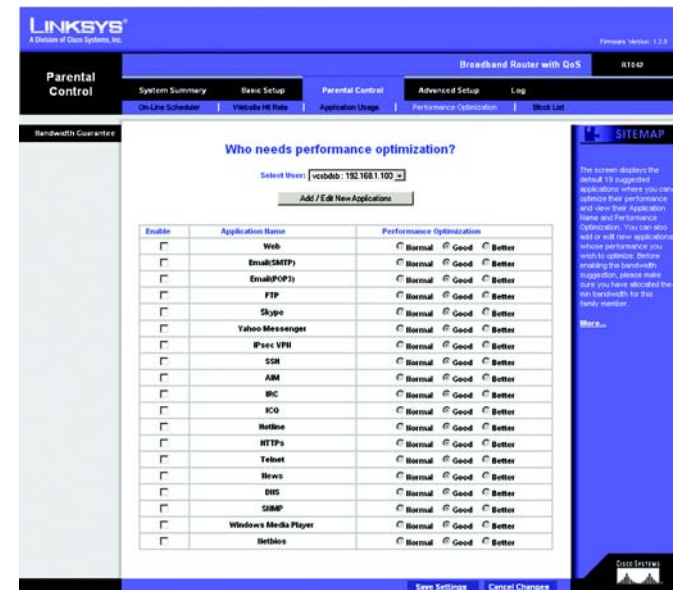 LINKSYS®
A Division of Cisco Systems, Inc.
Firmware Version: 1.3.6
Parental Control
Broadband Router with QoS
RT042
System Summary Basic Setup Parental Control Advanced Setup Log
On-Line Scheduler | Website Hit Rate | Application Usage | Performance Optimization | Block List
Bandwidth Guarantee
SITEMAP
Who needs performance optimization?
Select User: vcsbdsb : 192.168.1.100
Add / Edit New Applications
Enable Application Name Performance Optimization
Web Normal Good Better
Email(SMTP) Normal Good Better
Email(POP3) Normal Good Better
FTP Normal Good Better
Skype Normal Good Better
Yahoo Messenger Normal Good Better
IPsec VPN Normal Good Better
SSH Normal Good Better
AIM Normal Good Better
IRC Normal Good Better
ICQ Normal Good Better
Hotline Normal Good Better
HTTPs Normal Good Better
Telnet Normal Good Better
News Normal Good Better
DNS Normal Good Better
SNMP Normal Good Better
Windows Media Player Normal Good Better
Netbios Normal Good Better
The screen displays the
default 19 suggested
applications where you can
optimize their performance
and view their Application
Name and Performance
Optimization. You can also
add or edit new applications
whose performance you
wish to optimize. Before
enabling the bandwidth
suggestion, please make
sure you have allocated the
min bandwidth for this
family member.
More...
Save Settings Cancel Changes
CISCO SYSTEMS